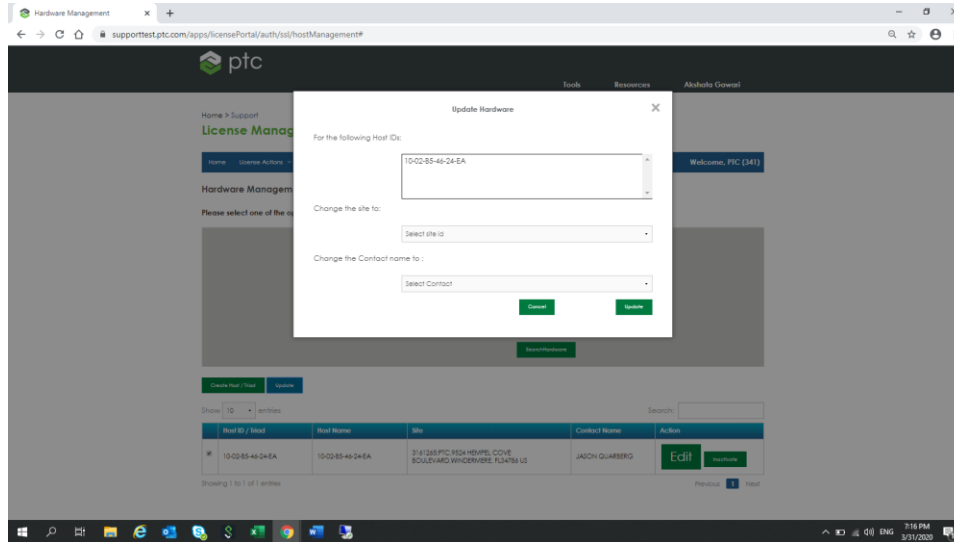 Hardware Management
supporttest.ptc.com/apps/licensePortal/auth/ssl/hostManagement#
ptc
Tools Resources Akshata Gawari
Home > Support
License Manag
Home License Actions Welcome, PTC (341)
Hardware Managem
Please select one of the op
Update Hardware
For the following Host IDs:
10-02-B5-46-24-EA
Change the site to:
Select site id
Change the Contact name to :
Select Contact
Cancel Update
SearchHardware
Create Host / Triad Update
Show 10 entries Search:
Host ID / Triad Host Name Site Contact Name Action
10-02-B5-46-24-EA 10-02-B5-46-24-EA 3161265:PTC,9524 HEMPEL COVE
BOULEVARD,WINDERMERE, FL34786 US JASON QUARBERG Edit Inactivate
Showing 1 to 1 of 1 entries Previous 1 Next
ENG 7:16 PM
3/31/2020